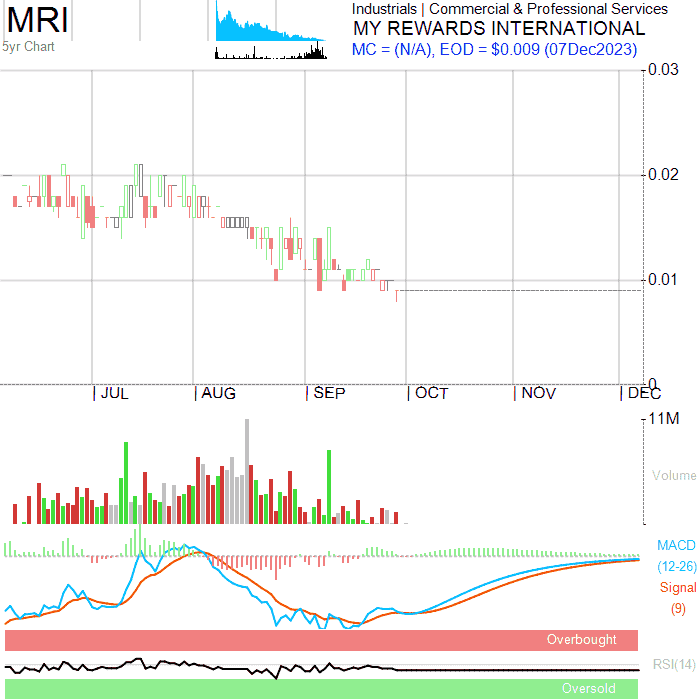 MRI
5yr Chart
Industrials | Commercial & Professional Services
MY REWARDS INTERNATIONAL
MC = (N/A), EOD = $0.009 (07Dec2023)
0.03
0.02
0.01
0
JUL
AUG
SEP
OCT
NOV
DEC
11M
Volume
MACD
(12-26)
Signal
(9)
Overbought
RSI(14)
Oversold